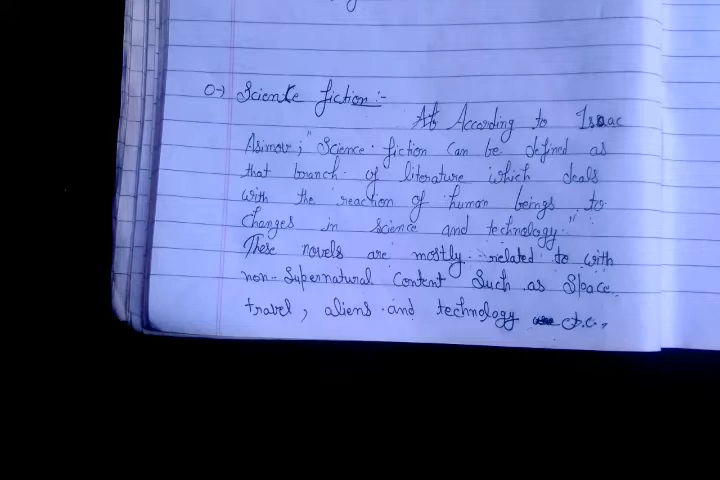 O→ Science fiction :-
According to Isaac
Asimov ; "Science fiction can be defined as
that branch of literature which deals
with the reaction of human beings to
changes in science and technology."
These novels are mostly related to with
non-Supernatural Content Such as Space
travel, aliens and technology